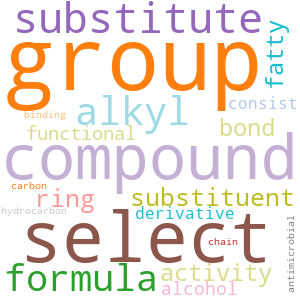 substitute
group
fatty
alkyl
consist
binding
functional
bond
compound
carbon
ring
substituent
hydrocarbon
derivative
select
chain
antimicrobial
formula
activity
alcohol